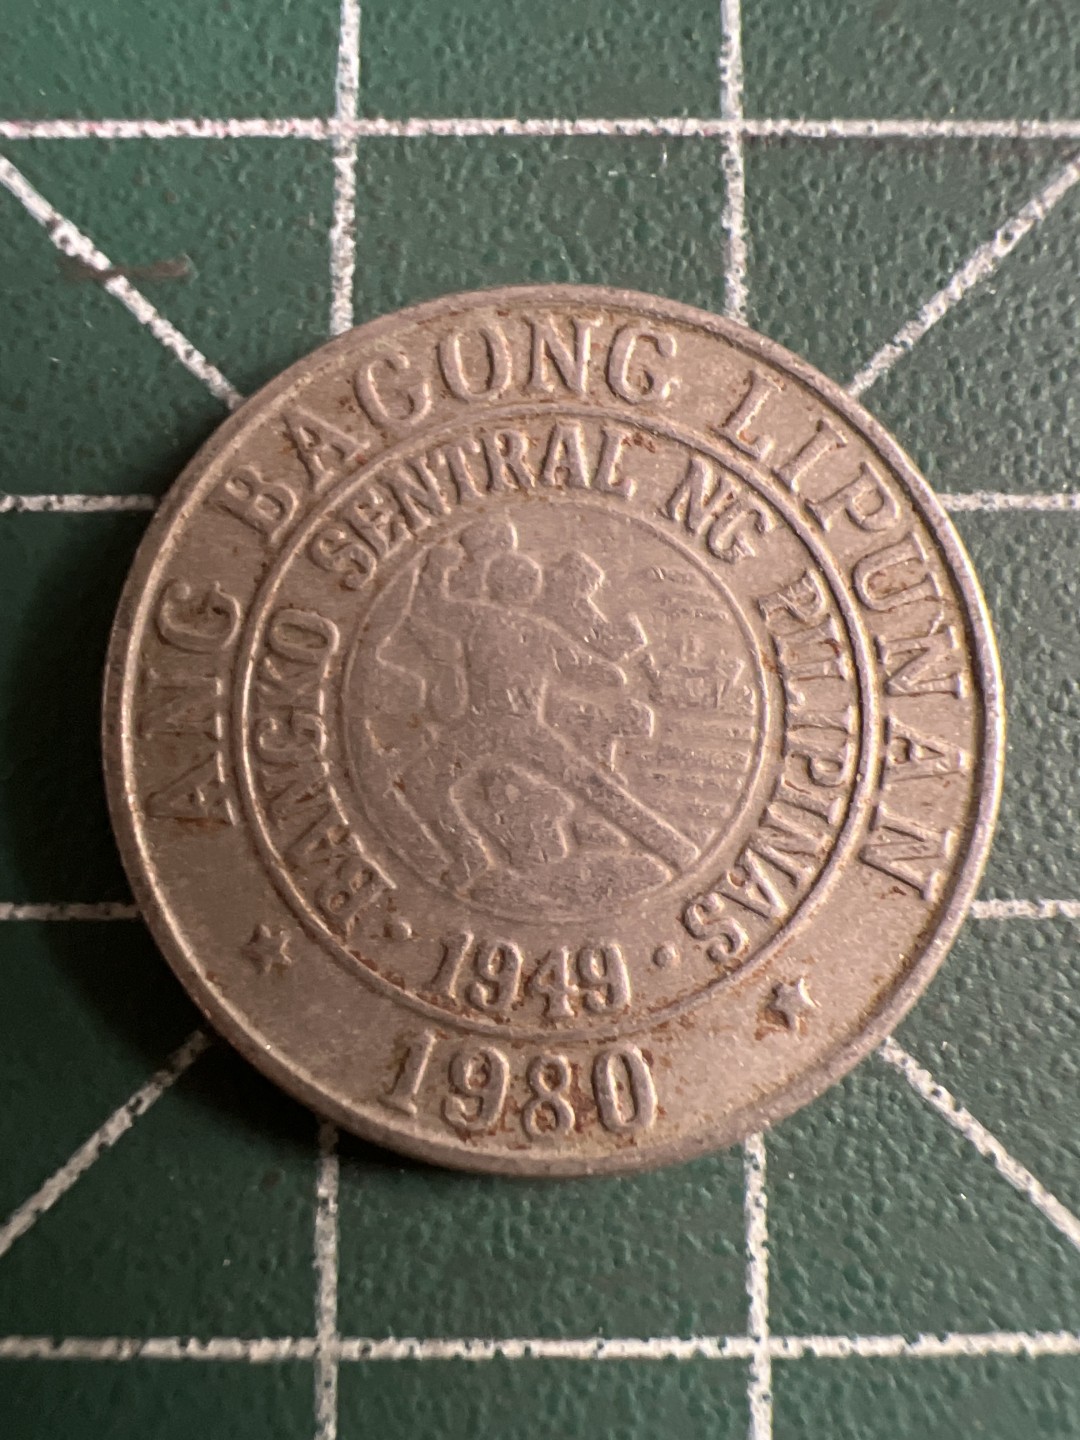 ANG BAGONG LIPUNAN
BANGKO SENTRAL NG PILIPINAS
1949
1980